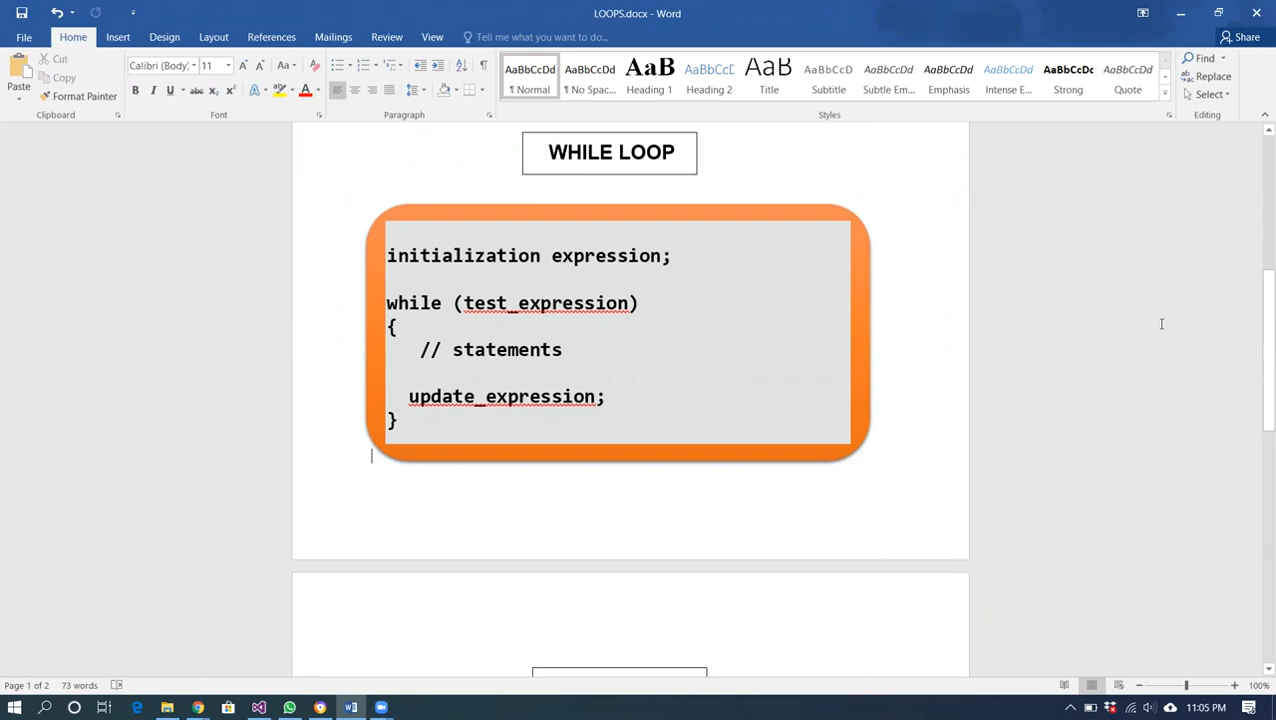 LOOPS.docx - Word
File Home Insert Design Layout References Mailings Review View Tell me what you want to do... Share
Paste
Cut
Copy
Format Painter
Clipboard
Calibri (Body) 11
Font
Paragraph
AaBbCcDd AaBbCcDd AaB AaBbCcD AaB AaBbCcD AaBbCcDd AaBbCcDd AaBbCcDd AaBbCcDc AaBbCcDd
¶ Normal ¶ No Spac... Heading 1 Heading 2 Title Subtitle Subtle Em... Emphasis Intense E... Strong Quote
Styles
Find
Replace
Select
Editing
WHILE LOOP
initialization expression;
while (test_expression)
{
// statements
update_expression;
}
Page 1 of 2 73 words 100%
11:05 PM